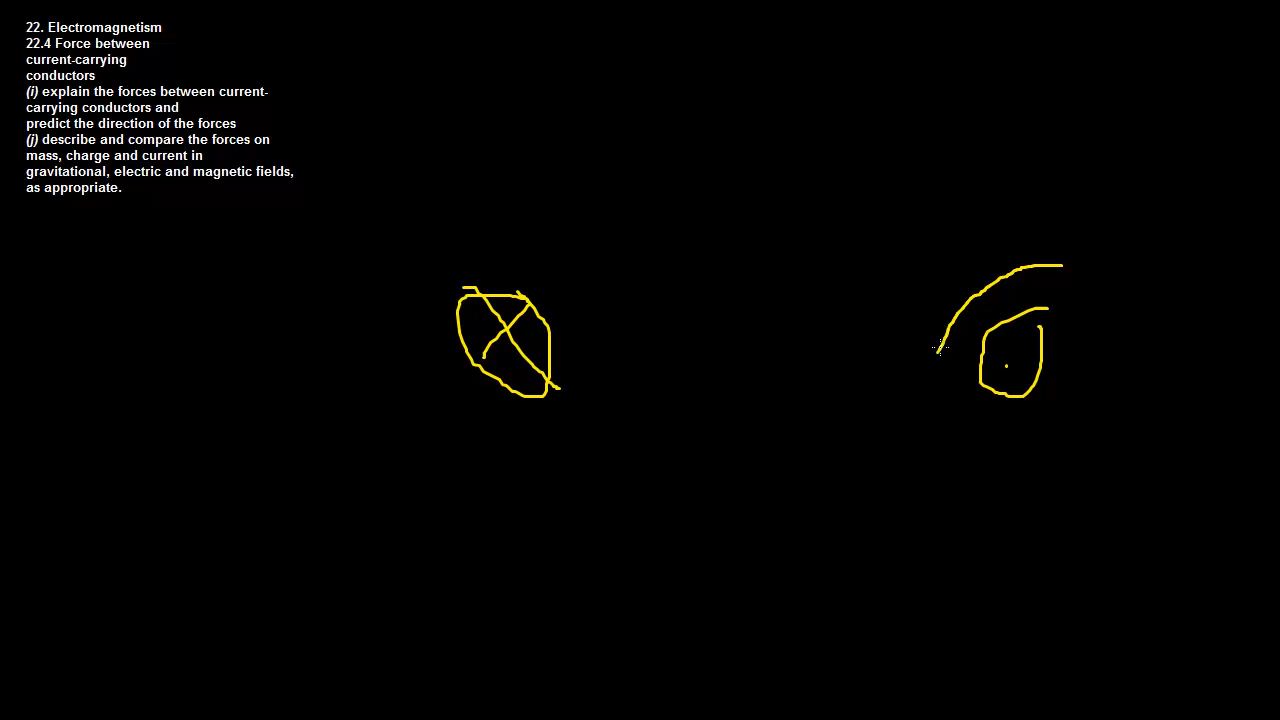 22. Electromagnetism
22.4 Force between
current-carrying
conductors
(i) explain the forces between current-
carrying conductors and
predict the direction of the forces
(j) describe and compare the forces on
mass, charge and current in
gravitational, electric and magnetic fields,
as appropriate.